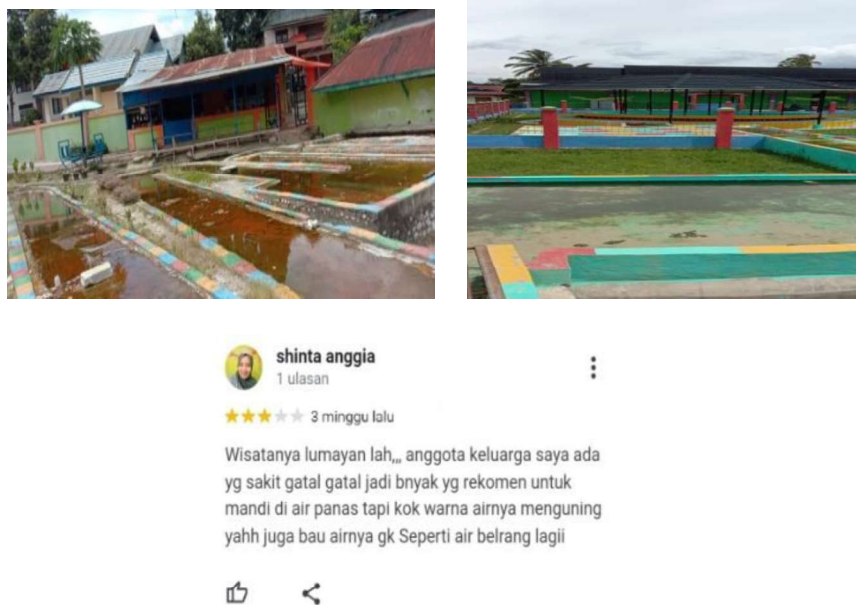 shinta anggia
1 ulasan
3 minggu lalu
Wisatanya lumayan lah,,, anggota keluarga saya ada
yg sakit gatal gatal jadi bnyak yg rekomen untuk
mandi di air panas tapi kok warna airnya menguning
yahh juga bau airnya gk Seperti air belrang lagii